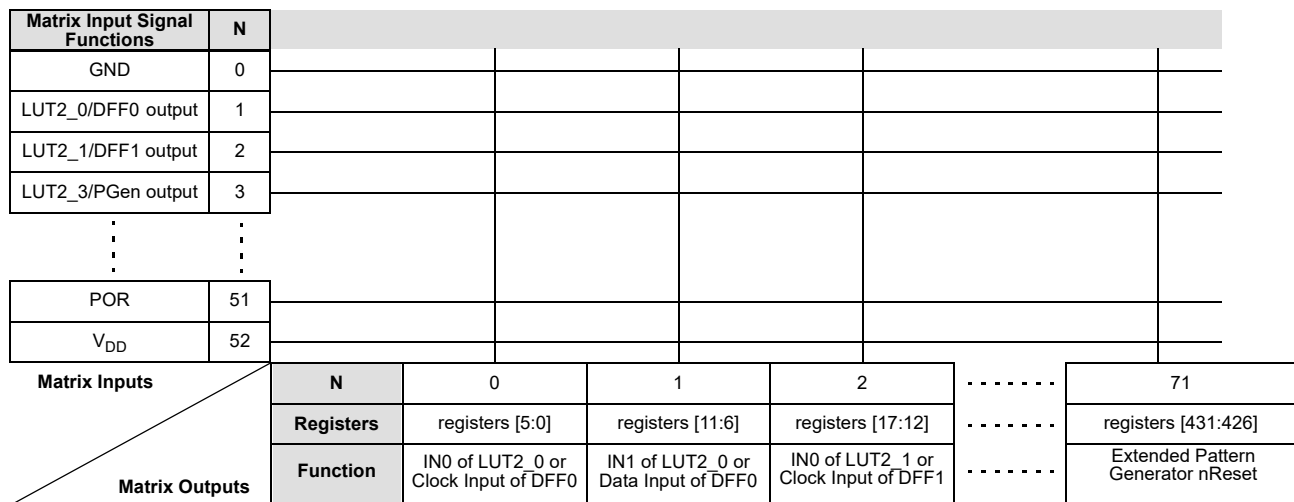 Matrix Input Signal
Functions
N
GND
0
LUT2_0/DFF0 output
1
LUT2_1/DFF1 output
2
LUT2_3/PGen output
3
POR
51
VDD
52
Matrix Inputs
N
0
1
2
71
Registers
registers [5:0]
registers [11:6]
registers [17:12]
registers [431:426]
Matrix Outputs
Function
IN0 of LUT2_0 or
Clock Input of DFF0
IN1 of LUT2_0 or
Data Input of DFF0
IN0 of LUT2_1 or
Clock Input of DFF1
Extended Pattern
Generator nReset